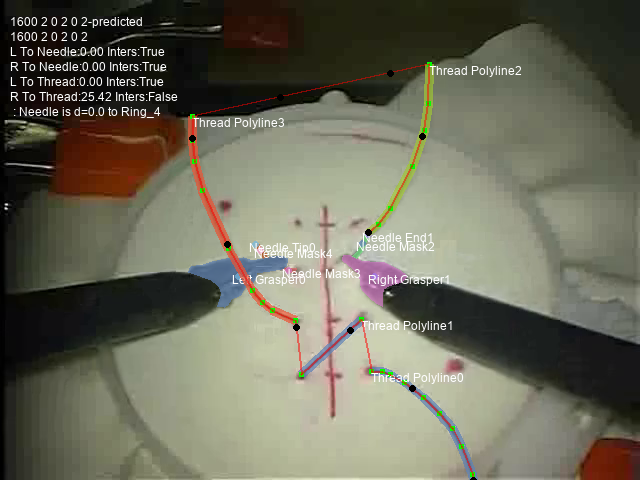 1600 2 0 2 0 2-predicted
1600 2 0 2 0 2
L To Needle:0.00 Inters:True
R To Needle:0.00 Inters:True
L To Thread:0.00 Inters:True
R To Thread:25.42 Inters:False
: Needle is d=0.0 to Ring_4
Thread Polyline2
Thread Polyline3
Needle End1
Needle Tip0
Needle Mask2
Needle Mask4
Needle Mask3
Left Grasper0
Right Grasper1
Thread Polyline1
Thread Polyline0